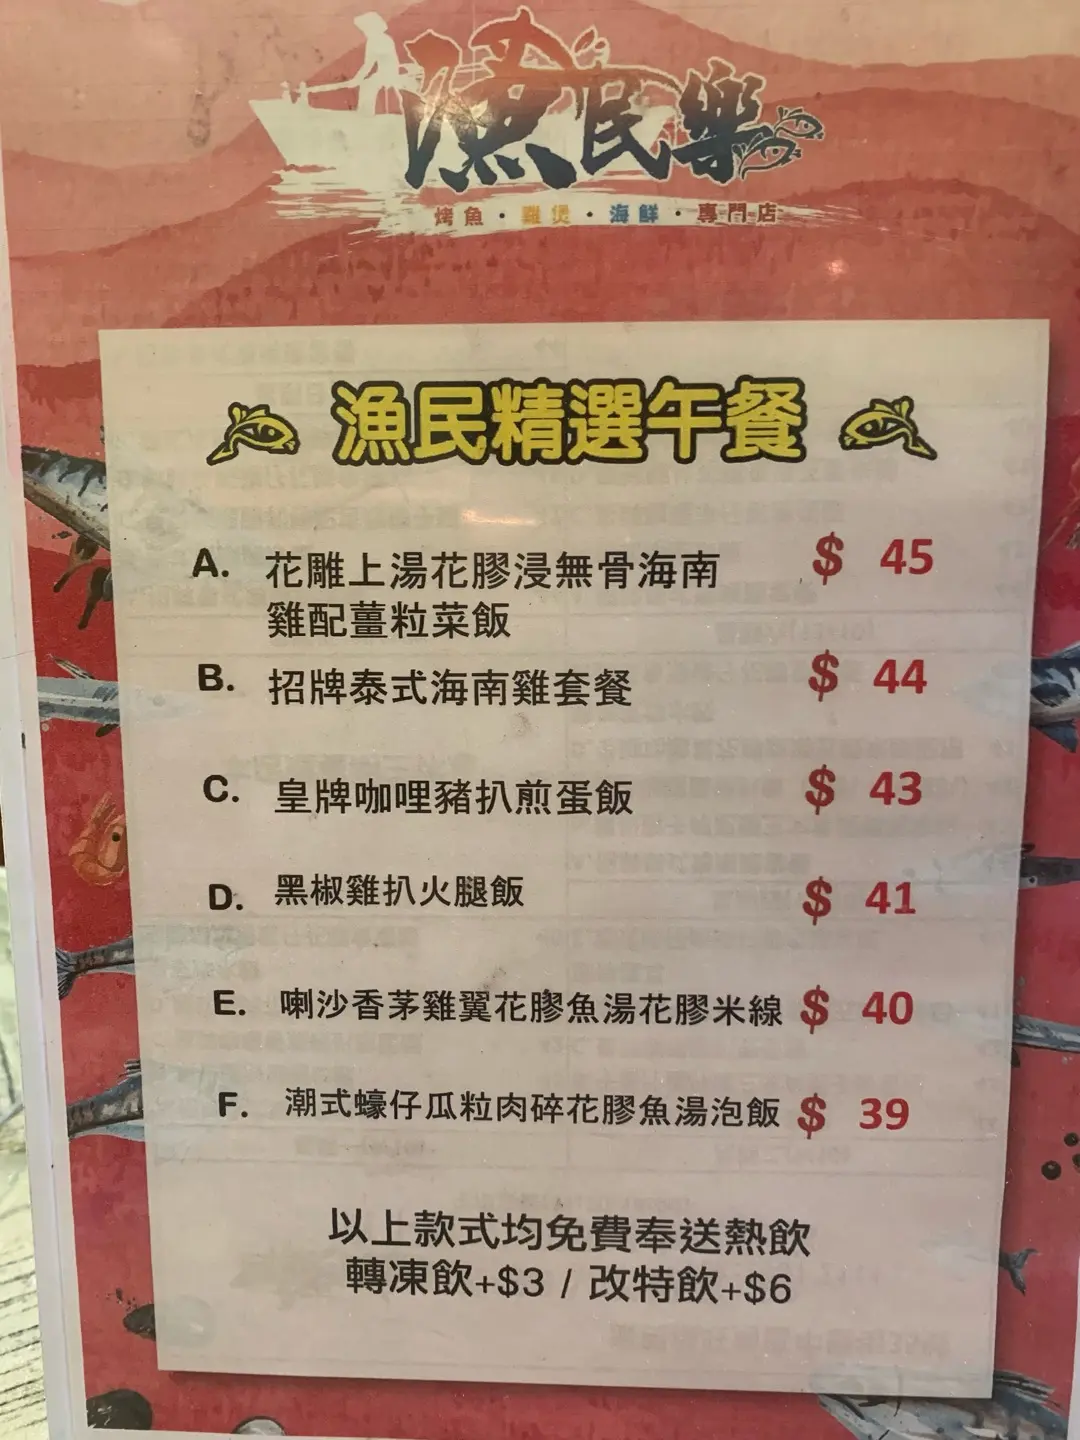 漁民樂
烤魚·雞煲·海鮮·專門店
漁民精選午餐
A. 花雕上湯花膠浸無骨海南 $ 45
雞配薑粒菜飯
B. 招牌泰式海南雞套餐 $ 44
C. 皇牌咖哩豬扒煎蛋飯 $ 43
D. 黑椒雞扒火腿飯 $ 41
E. 喇沙香茅雞翼花膠魚湯花膠米線 $ 40
F. 潮式蠔仔瓜粒肉碎花膠魚湯泡飯 $ 39
以上款式均免費奉送熱飲
轉凍飲+$3 / 改特飲+$6